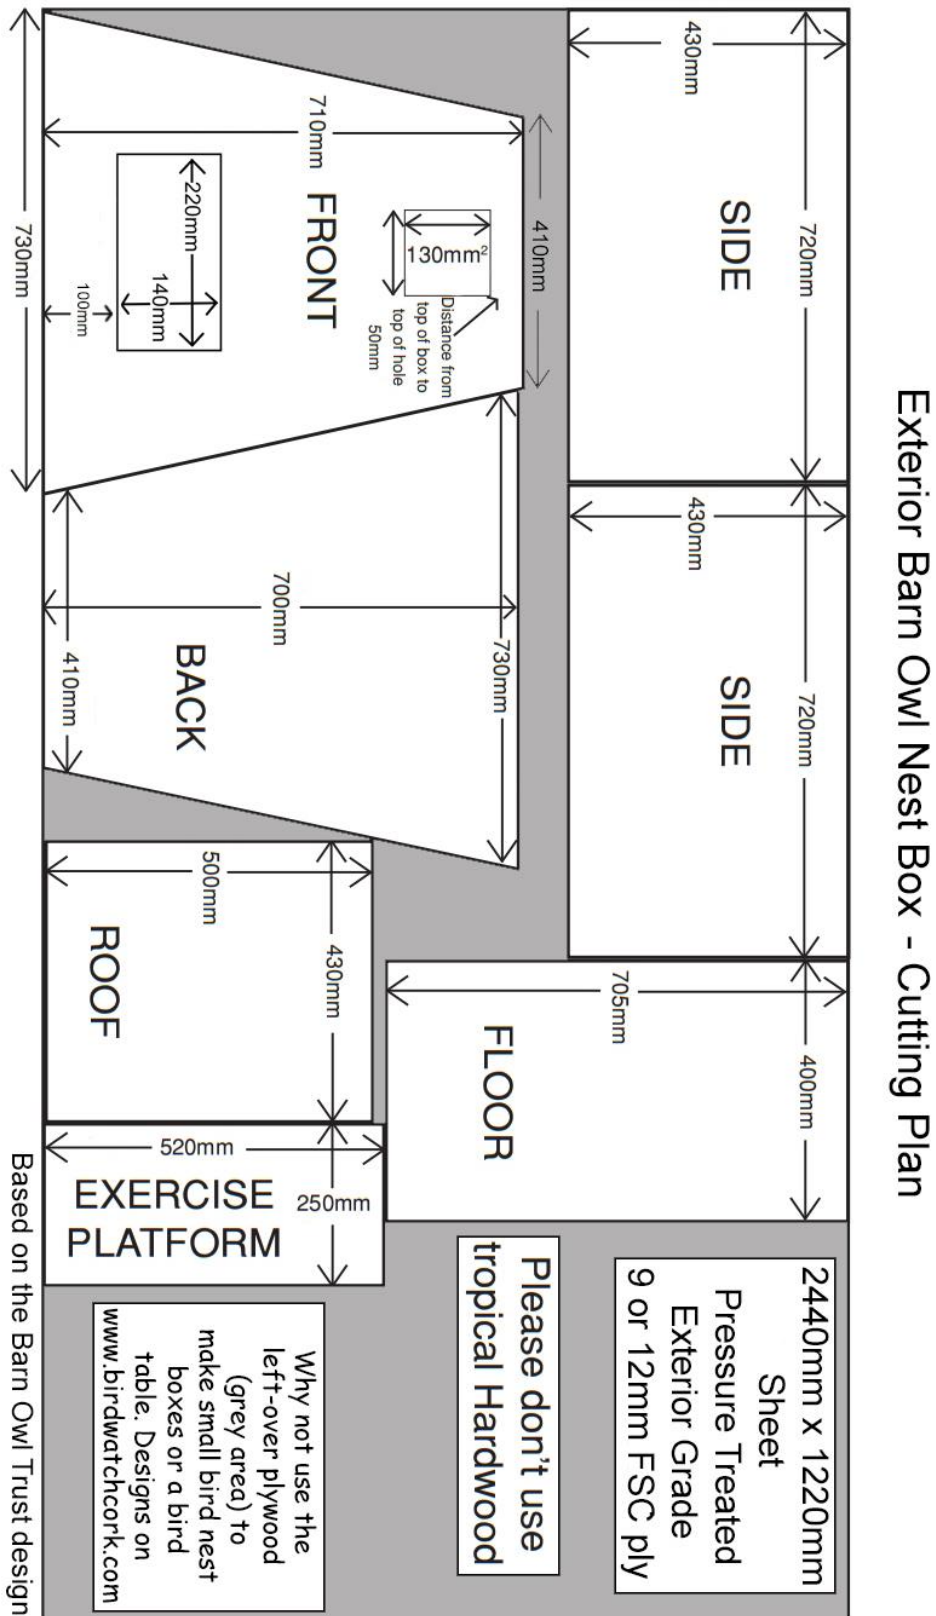 Exterior Barn Owl Nest Box - Cutting Plan
430mm
720mm
SIDE
430mm
720mm
SIDE
705mm
400mm
FLOOR
2440mm x 1220mm
Sheet
Pressure Treated
Exterior Grade
9 or 12mm FSC ply
Please don't use
tropical Hardwood
410mm
710mm
FRONT
130mm²
Distance from
top of box to
top of hole
50mm
220mm
140mm
100mm
730mm
730mm
700mm
BACK
410mm
500mm
430mm
ROOF
520mm
250mm
EXERCISE
PLATFORM
Why not use the
left-over plywood
(grey area) to
make small bird nest
boxes or a bird
table. Designs on
www.birdwatchcork.com
Based on the Barn Owl Trust design